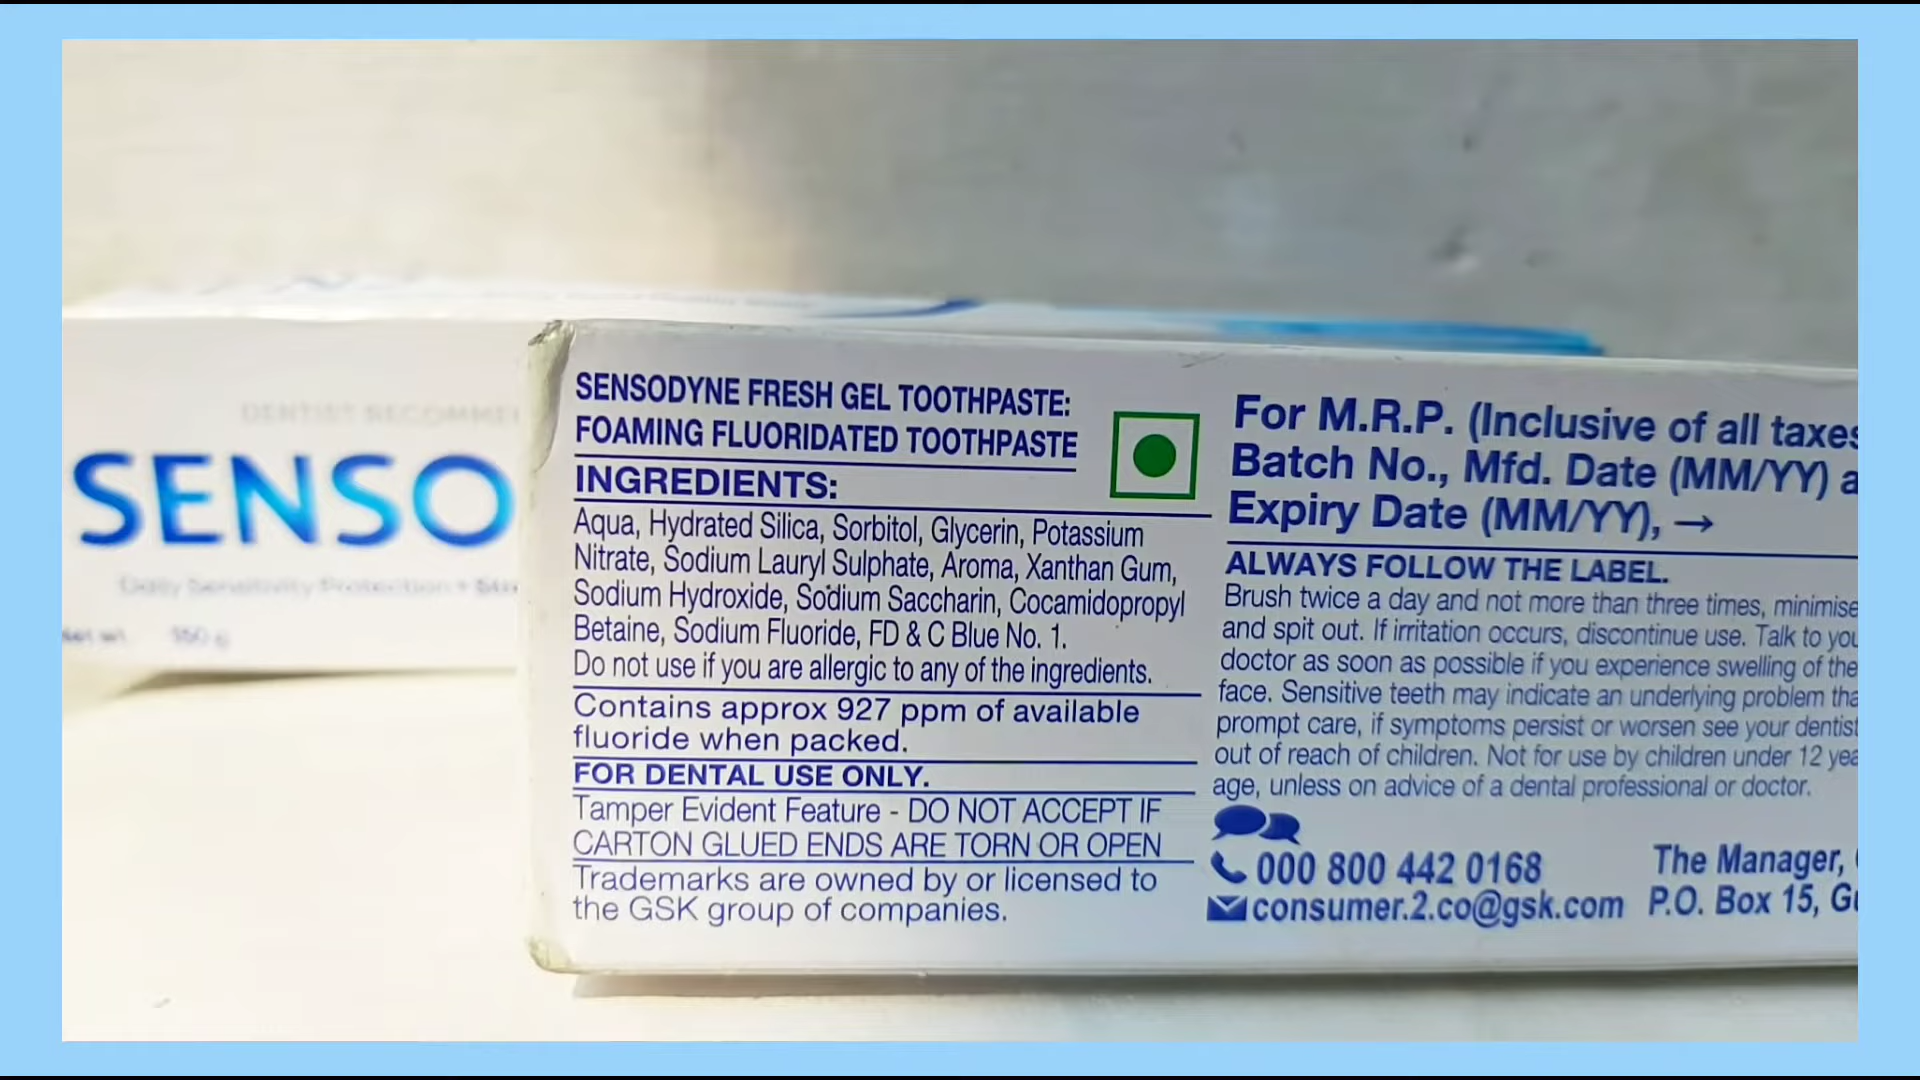 DENTIST RECOMME
SENSO
Daily Sensitivity Protection +
Net wt. 150 g
SENSODYNE FRESH GEL TOOTHPASTE:
FOAMING FLUORIDATED TOOTHPASTE
INGREDIENTS:
Aqua, Hydrated Silica, Sorbitol, Glycerin, Potassium
Nitrate, Sodium Lauryl Sulphate, Aroma, Xanthan Gum,
Sodium Hydroxide, Sodium Saccharin, Cocamidopropyl
Betaine, Sodium Fluoride, FD & C Blue No. 1.
Do not use if you are allergic to any of the ingredients.
Contains approx 927 ppm of available
fluoride when packed.
FOR DENTAL USE ONLY.
Tamper Evident Feature - DO NOT ACCEPT IF
CARTON GLUED ENDS ARE TORN OR OPEN
Trademarks are owned by or licensed to
the GSK group of companies.
For M.R.P. (Inclusive of all taxes
Batch No., Mfd. Date (MM/YY) a
Expiry Date (MM/YY), →
ALWAYS FOLLOW THE LABEL.
Brush twice a day and not more than three times, minimise
and spit out. If irritation occurs, discontinue use. Talk to you
doctor as soon as possible if you experience swelling of the
face. Sensitive teeth may indicate an underlying problem tha
prompt care, if symptoms persist or worsen see your dentist
out of reach of children. Not for use by children under 12 yea
age, unless on advice of a dental professional or doctor.
000 800 442 0168
consumer.2.co@gsk.com
The Manager,
P.O. Box 15, Gu